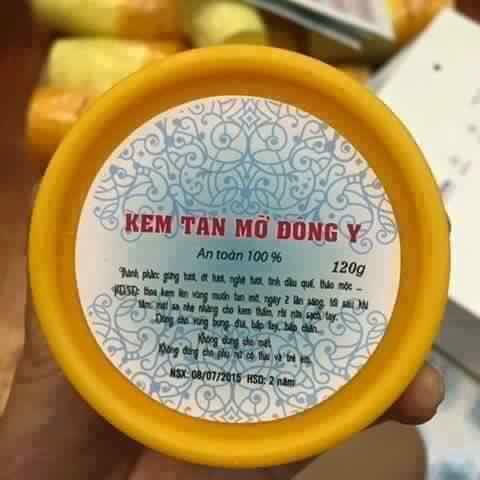 KEM TAN MỠ ĐÔNG Y
An toàn 100 %
120g
Thành phần: gừng tươi, ớt tươi, nghệ tươi, tinh dầu quế, thảo mộc ...
HDSD: thoa kem lên vùng muốn tan mỡ, ngày 2 lần sáng, tối sau khi
tắm, mát xa nhẹ nhàng cho kem thấm, rồi rửa sạch tay.
Dùng cho vùng bụng, đùi, bắp tay, bắp chân...
Không dùng cho mặt.
Không dùng cho phụ nữ có thai và trẻ em.
NSX: 08/07/2015 HSD: 2 năm